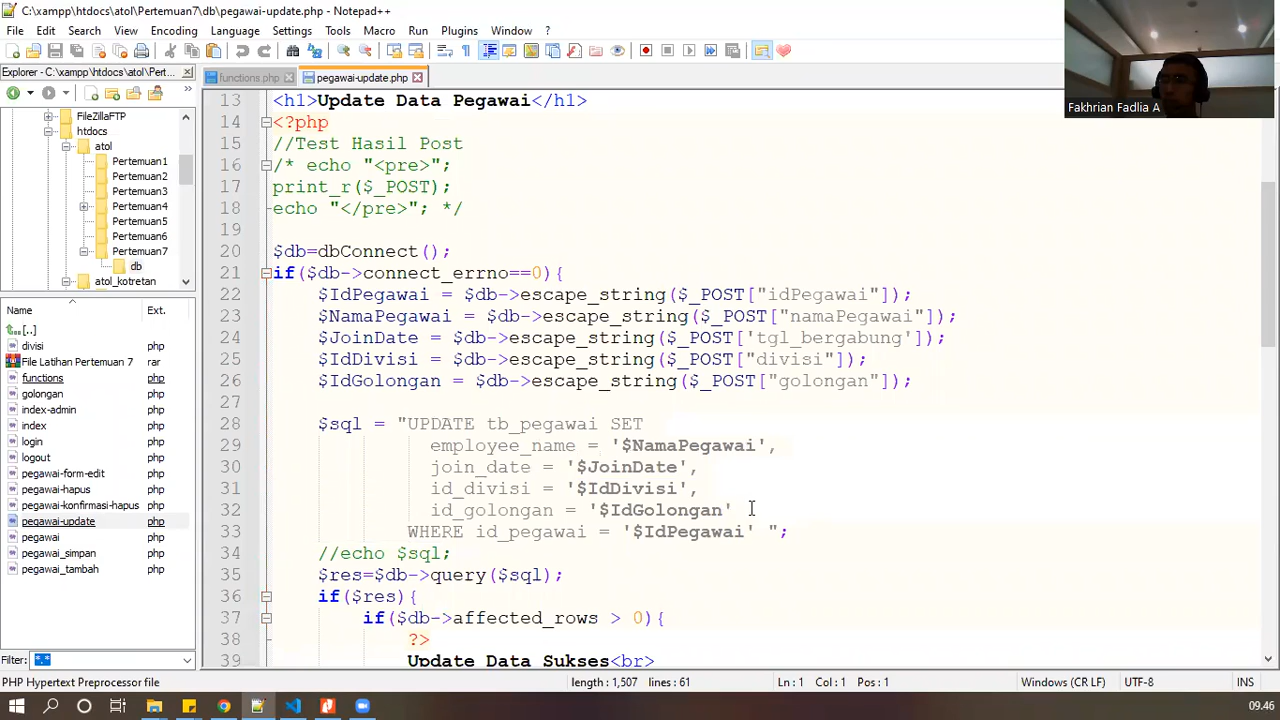 C:\xampp\htdocs\atol\Pertemuan7\db\pegawai-update.php - Notepad++
File Edit Search View Encoding Language Settings Tools Macro Run Plugins Window ?
Explorer - C:\xampp\htdocs\atol\Pert...
functions.php
pegawai-update.php
FileZillaFTP
htdocs
atol
Pertemuan1
Pertemuan2
Pertemuan3
Pertemuan4
Pertemuan5
Pertemuan6
Pertemuan7
db
atol_kotretan
Name Ext.
[..]
divisi php
File Latihan Pertemuan 7 rar
functions php
golongan php
index-admin php
index php
login php
logout php
pegawai-form-edit php
pegawai-hapus php
pegawai-konfirmasi-hapus php
pegawai-update php
pegawai php
pegawai_simpan php
pegawai_tambah php
Filter: *.*
13 <h1>Update Data Pegawai</h1>
14 <?php
15 //Test Hasil Post
16 /* echo "<pre>";
17 print_r($_POST);
18 echo "</pre>"; */
19
20 $db=dbConnect();
21 if($db->connect_errno==0){
22 $IdPegawai = $db->escape_string($_POST["idPegawai"]);
23 $NamaPegawai = $db->escape_string($_POST["namaPegawai"]);
24 $JoinDate = $db->escape_string($_POST['tgl_bergabung']);
25 $IdDivisi = $db->escape_string($_POST["divisi"]);
26 $IdGolongan = $db->escape_string($_POST["golongan"]);
27
28 $sql = "UPDATE tb_pegawai SET
29 employee_name = '$NamaPegawai',
30 join_date = '$JoinDate',
31 id_divisi = '$IdDivisi',
32 id_golongan = '$IdGolongan'
33 WHERE id_pegawai = '$IdPegawai' ";
34 //echo $sql;
35 $res=$db->query($sql);
36 if($res){
37 if($db->affected_rows > 0){
38 ?>
39 Update Data Sukses<br>
Fakhrian Fadlia A
PHP Hypertext Preprocessor file length : 1,507 lines : 61 Ln : 1 Col : 1 Pos : 1 Windows (CR LF) UTF-8 INS
09.46